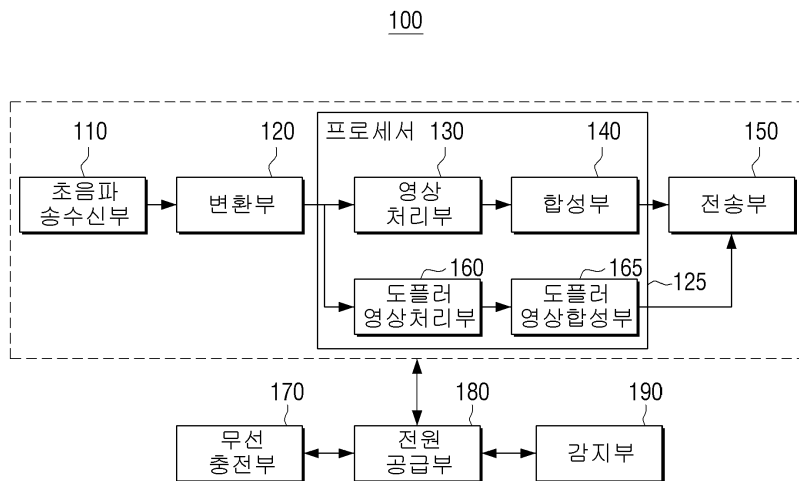 100
프로세서
110
120
130
140
150
초음파
송수신부
변환부
영상
처리부
합성부
전송부
160
165
125
도플러
영상처리부
도플러
영상합성부
170
180
190
무선
충전부
전원
공급부
감지부